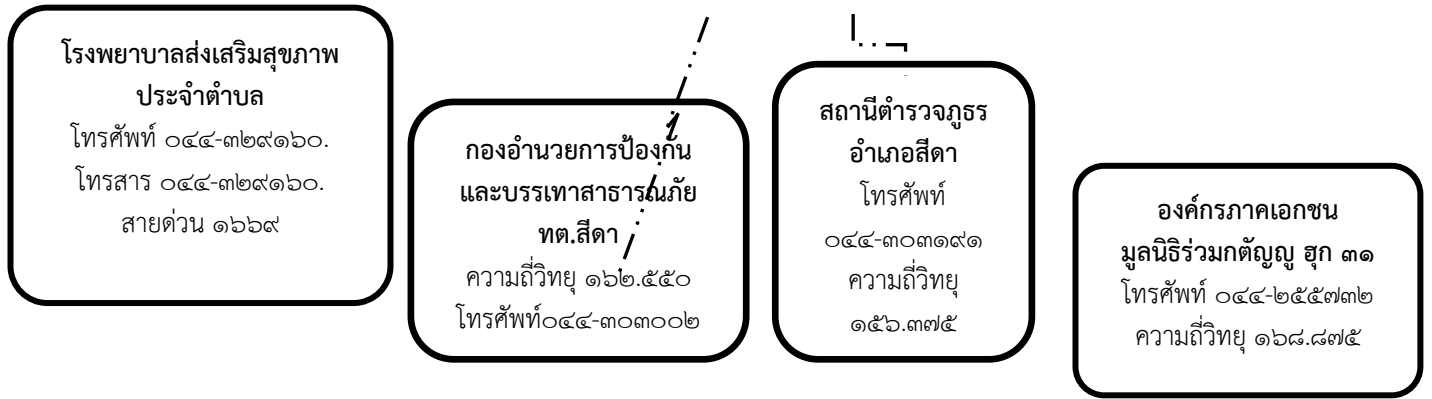 โรงพยาบาลส่งเสริมสุขภาพ
ประจำตำบล
โทรศัพท์ ๐๔๔-๓๒๙๑๖๐.
โทรสาร ๐๔๔-๓๒๙๑๖๐.
สายด่วน ๑๖๖๙
กองอำนวยการป้องกัน
และบรรเทาสาธารณภัย
ทต.สีดา
ความถี่วิทยุ ๑๖๒.๕๕๐
โทรศัพท์๐๔๔-๓๐๓๐๐๒
สถานีตำรวจภูธร
อำเภอสีดา
โทรศัพท์
๐๔๔-๓๐๓๑๙๑
ความถี่วิทยุ
๑๕๖.๓๗๕
องค์กรภาคเอกชน
มูลนิธิร่วมกตัญญู ฮุก ๓๑
โทรศัพท์ ๐๔๔-๒๕๕๗๓๒
ความถี่วิทยุ ๑๖๘.๘๗๕